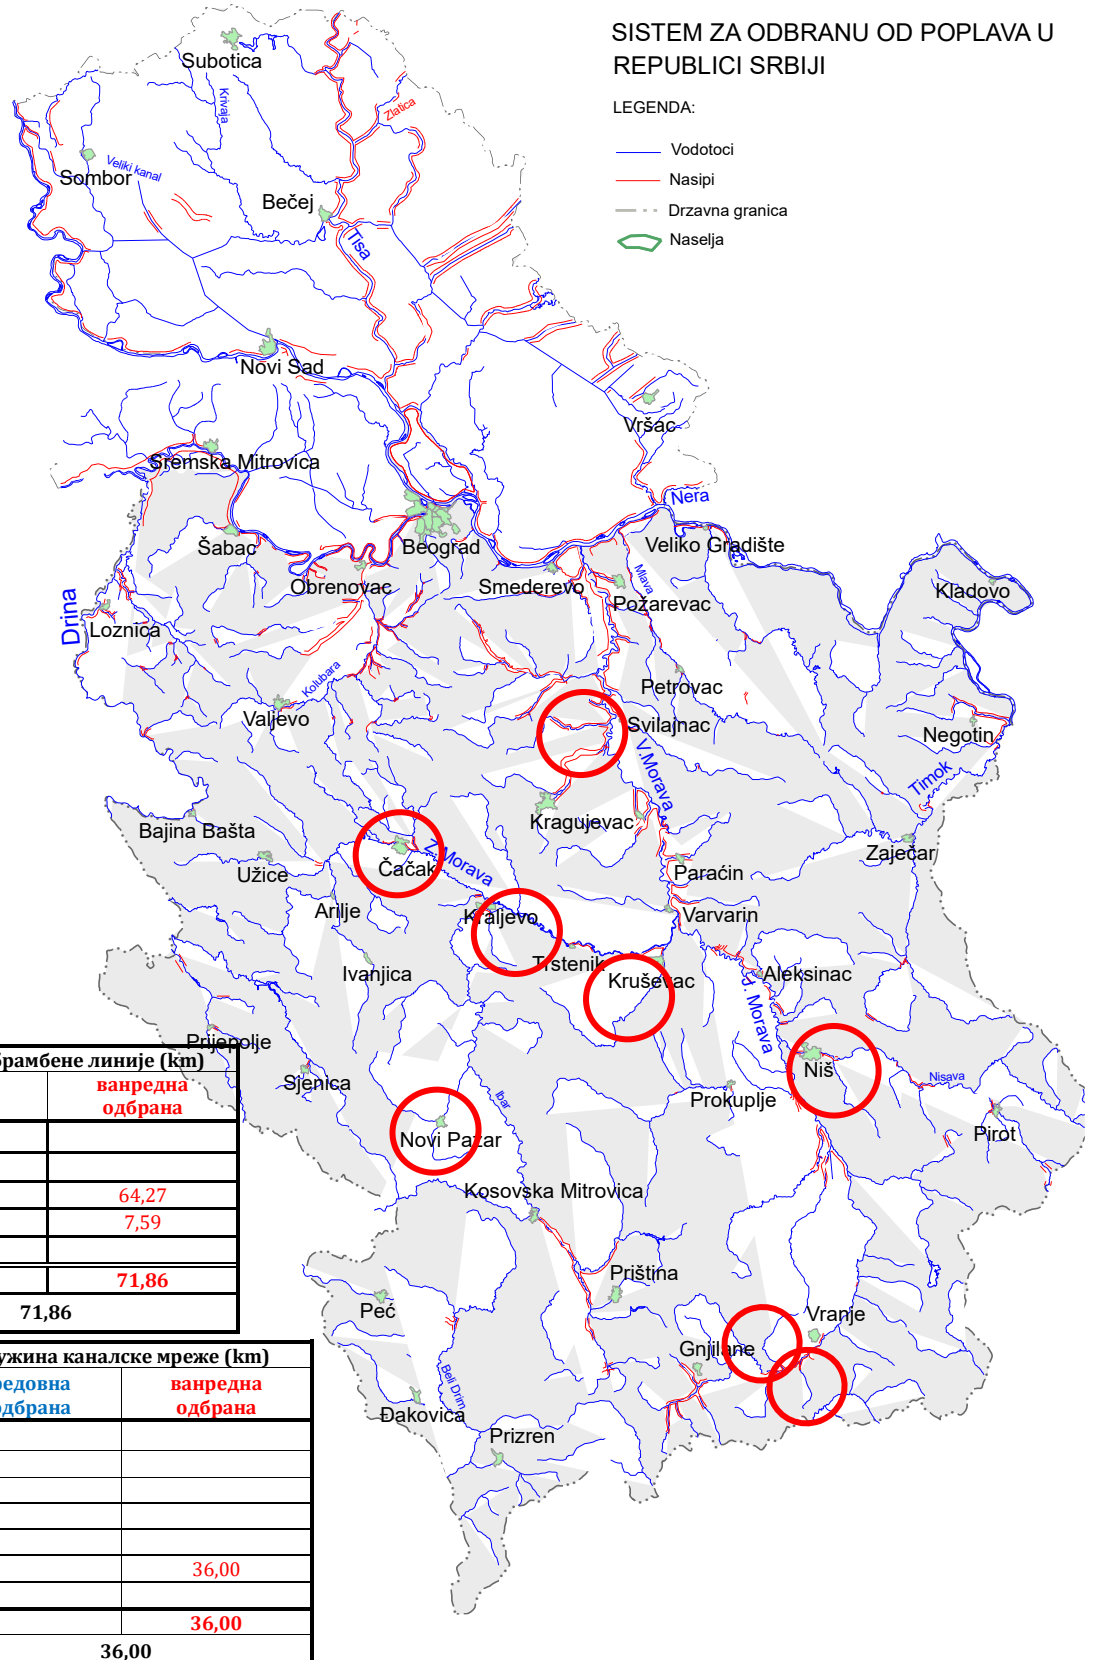 SISTEM ZA ODBRANU OD POPLAVA U
REPUBLICI SRBIJI
LEGENDA:
Vodotoci
Nasipi
Drzavna granica
Naselja
Subotica
Krivaja
Zlatica
Sombor
Veliki kanal
Bečej
Tisa
Novi Sad
Vršac
Sremska Mitrovica
Nera
Šabac
Beograd
Veliko Gradište
Obrenovac
Smederevo
Mlava
Požarevac
Kladovo
Drina
Loznica
Kolubara
Petrovac
Valjevo
Svilajnac
Negotin
V.Morava
Timok
Bajina Bašta
Kragujevac
Zaječar
Užice
Čačak
Z.Morava
Paraćin
Arilje
Kraljevo
Varvarin
Ivanjica
Trstenik
Kruševac
Aleksinac
J. Morava
Prijepolje
Sjenica
Ibar
Niš
Nisava
Prokuplje
Pirot
Novi Pazar
Kosovska Mitrovica
Priština
Peć
Vranje
Gnjilane
Beli Drim
Đakovica
Prizren
брамбене линије (km)
ванредна
одбрана
64,27
7,59
71,86
71,86
ужина каналске мреже (km)
редовна ванредна
одбрана одбрана
36,00
36,00
36,00